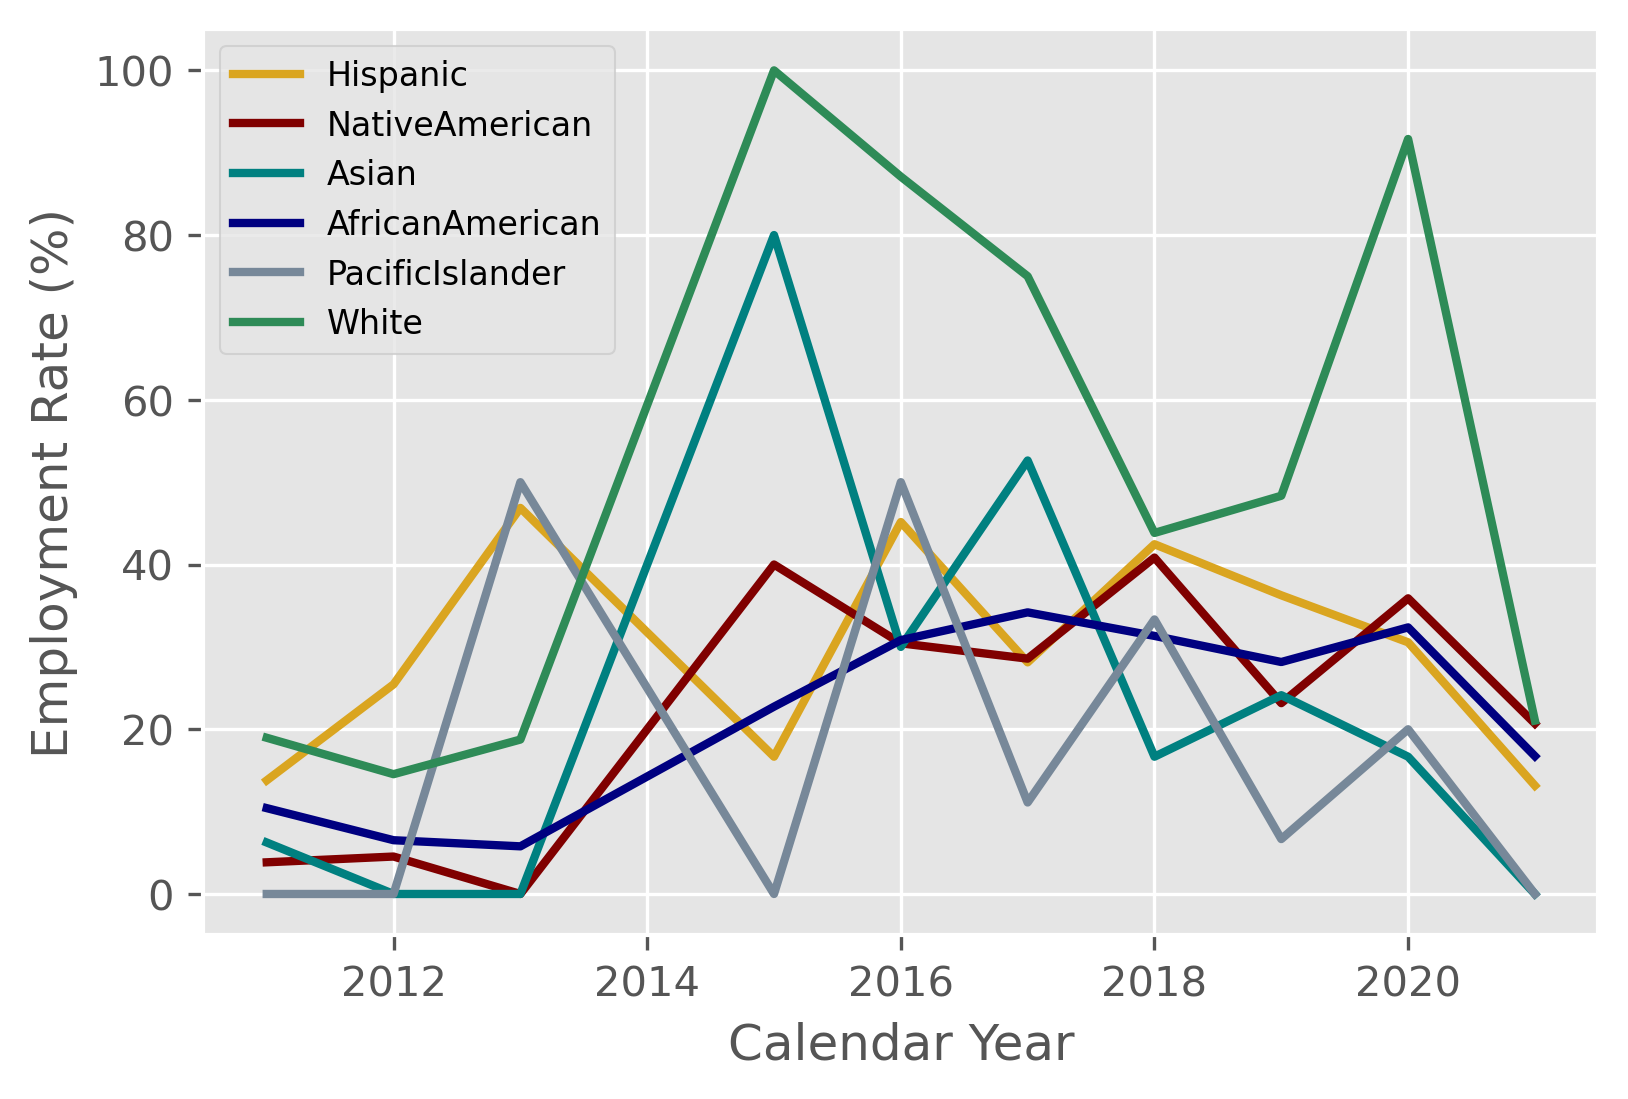 Hispanic
NativeAmerican
Asian
AfricanAmerican
PacificIslander
White
100
80
60
40
20
0
Employment Rate (%)
2012 2014 2016 2018 2020
Calendar Year